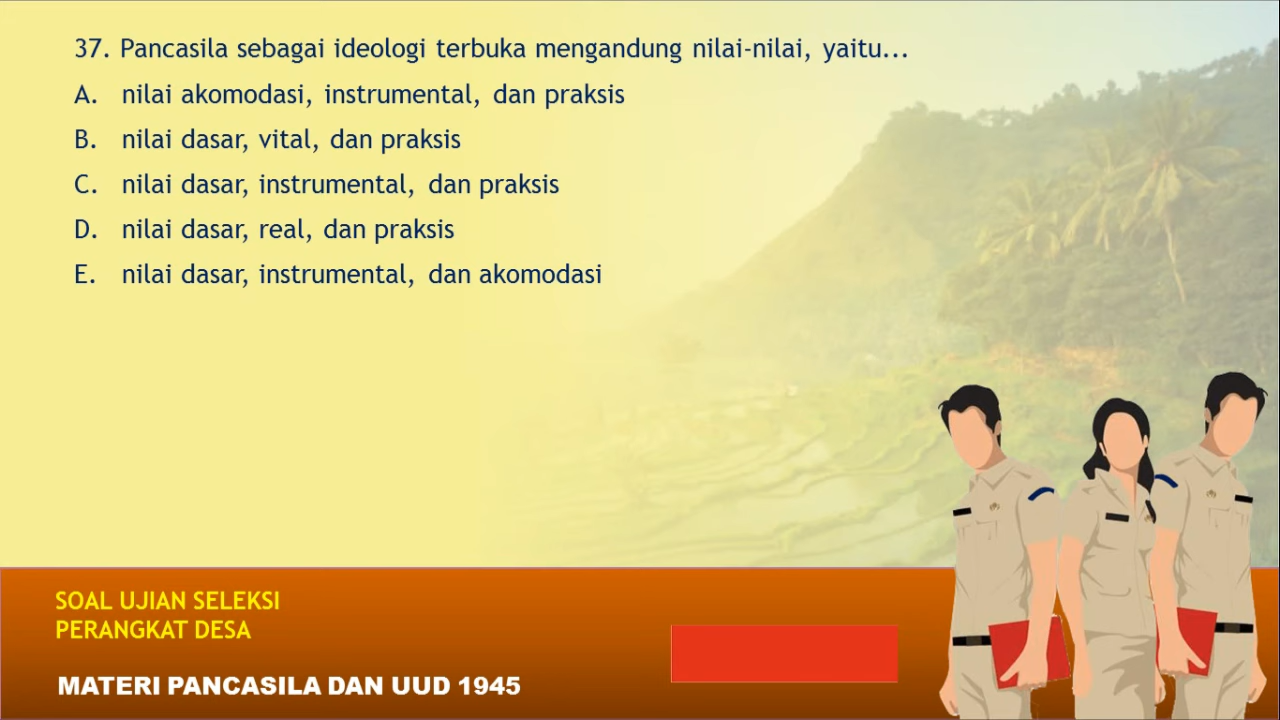 37. Pancasila sebagai ideologi terbuka mengandung nilai-nilai, yaitu...
A. nilai akomodasi, instrumental, dan praksis
B. nilai dasar, vital, dan praksis
C. nilai dasar, instrumental, dan praksis
D. nilai dasar, real, dan praksis
E. nilai dasar, instrumental, dan akomodasi
SOAL UJIAN SELEKSI
PERANGKAT DESA
MATERI PANCASILA DAN UUD 1945